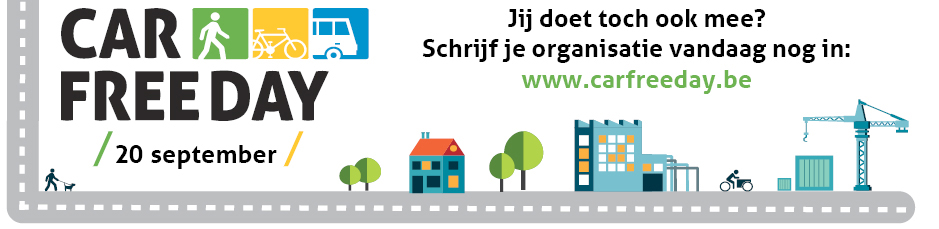 CAR
FREE DAY
/ 20 september /
Jij doet toch ook mee?
Schrijf je organisatie vandaag nog in:
www.carfreeday.be